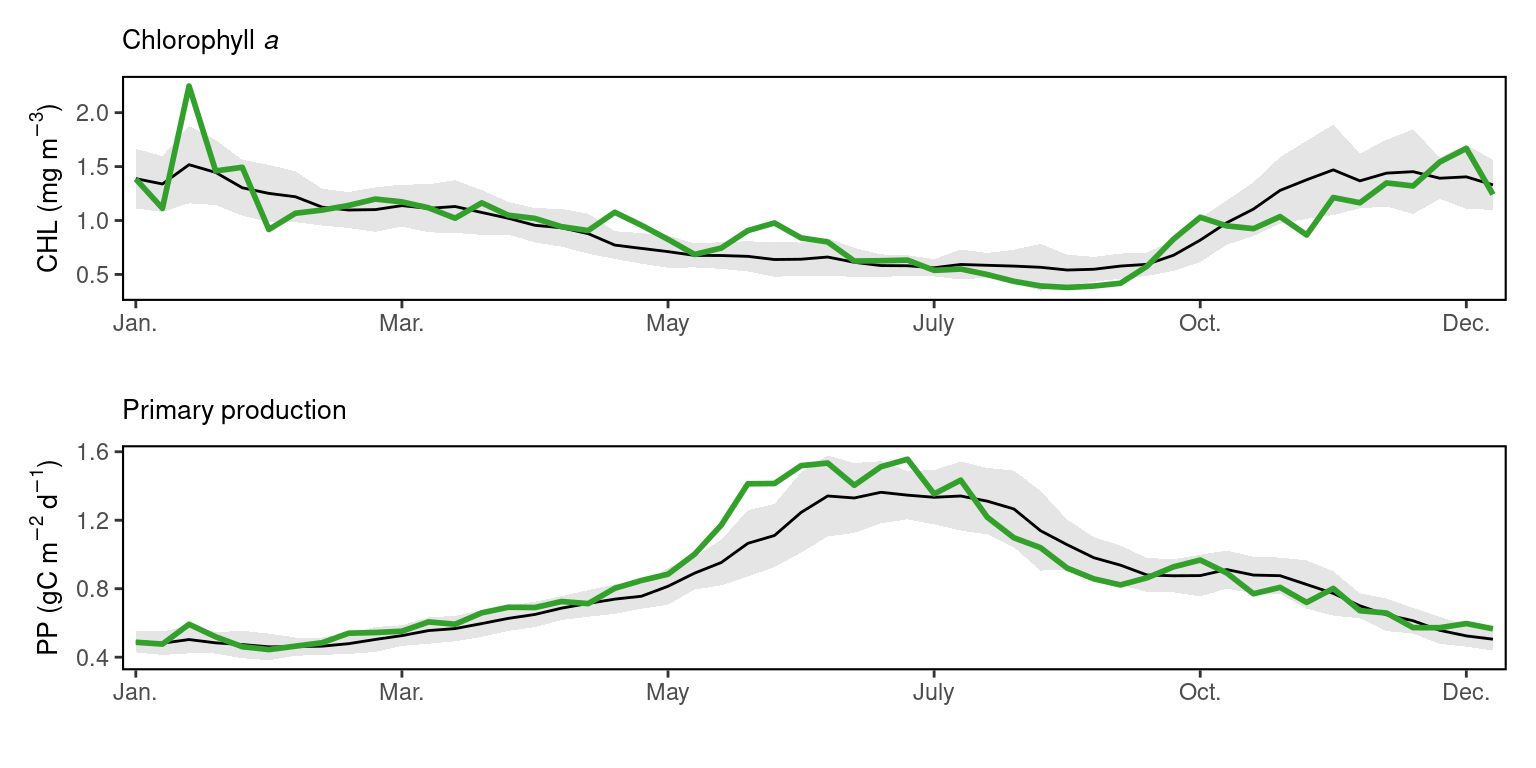 Chlorophyll a
CHL (mg m⁻³)
2.0
1.5
1.0
0.5
Jan. Mar. May July Oct. Dec.
Primary production
PP (gC m⁻² d⁻¹)
1.6
1.2
0.8
0.4
Jan. Mar. May July Oct. Dec.